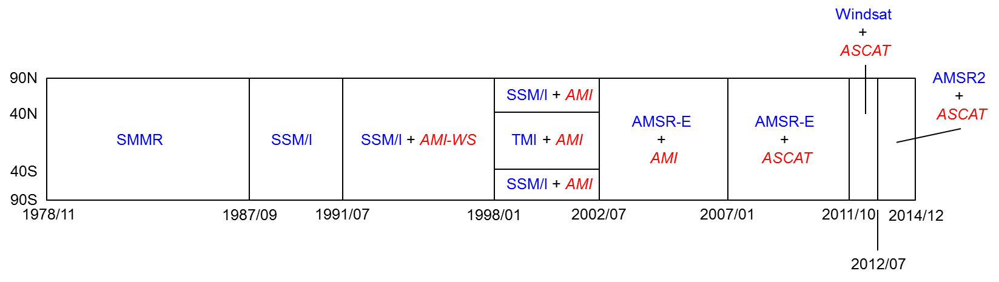 Windsat
+
ASCAT
90N
40N
40S
90S
SMMR
SSM/I
SSM/I + AMI-WS
SSM/I + AMI
TMI + AMI
SSM/I + AMI
AMSR-E
+
AMI
AMSR-E
+
ASCAT
AMSR2
+
ASCAT
1978/11
1987/09
1991/07
1998/01
2002/07
2007/01
2011/10
2014/12
2012/07